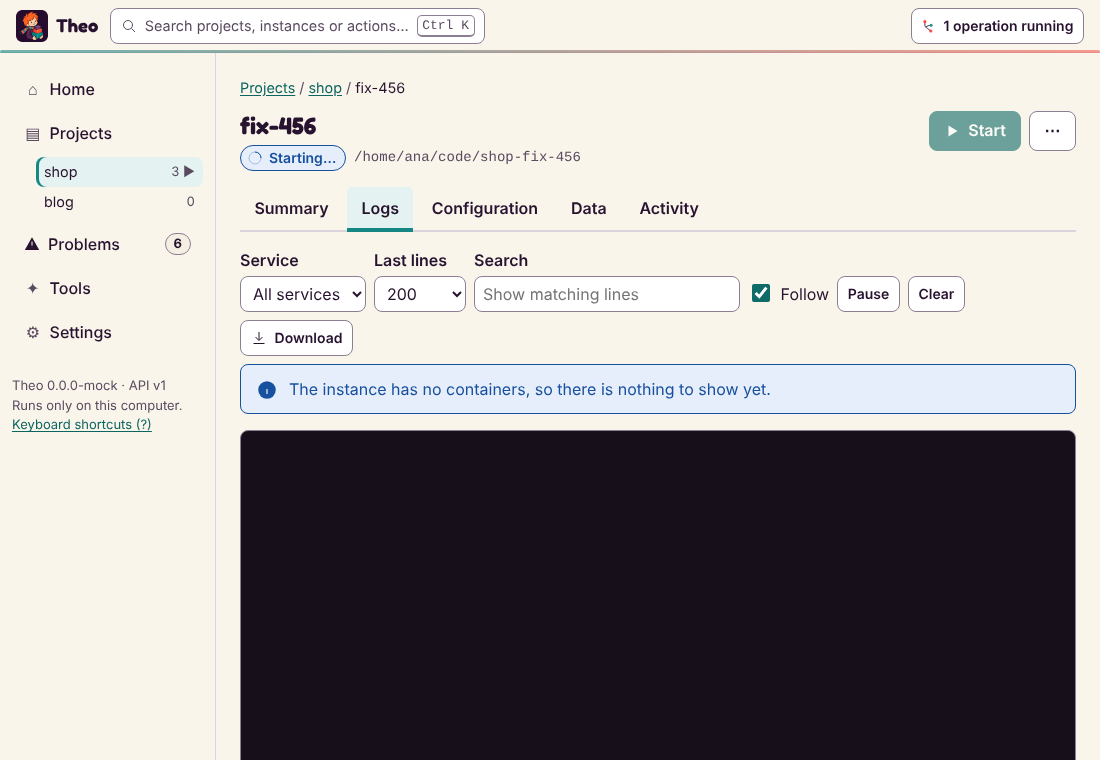 Theo
Search projects, instances or actions... Ctrl K
1 operation running
Home
Projects
shop 3
blog 0
Problems 6
Tools
Settings
Theo 0.0.0-mock · API v1
Runs only on this computer.
Keyboard shortcuts (?)
Projects / shop / fix-456
fix-456
Start
...
Starting... /home/ana/code/shop-fix-456
Summary Logs Configuration Data Activity
Service Last lines Search
All services 200 Show matching lines Follow Pause Clear
Download
The instance has no containers, so there is nothing to show yet.